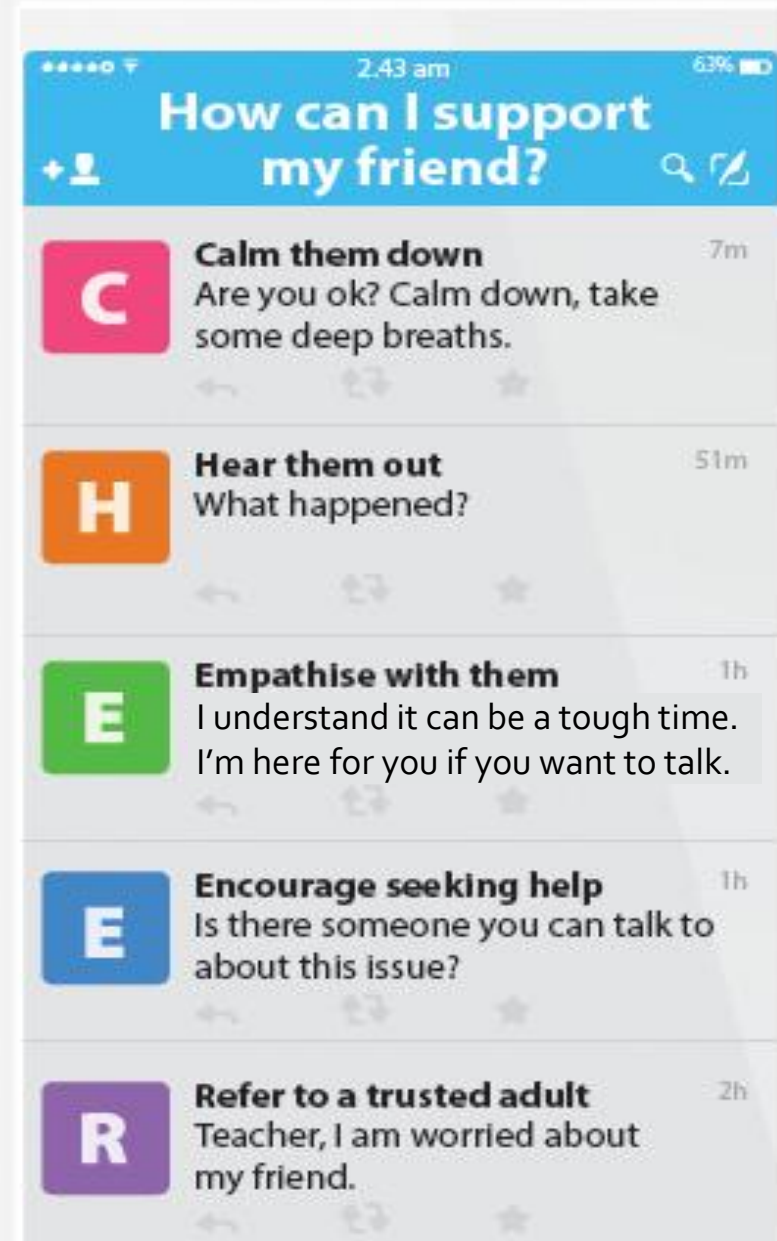 2.43 am
63%
How can I support
my friend?
C
Calm them down
7m
Are you ok? Calm down, take
some deep breaths.
H
Hear them out
51m
What happened?
E
Empathise with them
1h
I understand it can be a tough time.
I'm here for you if you want to talk.
E
Encourage seeking help
1h
Is there someone you can talk to
about this issue?
R
Refer to a trusted adult
2h
Teacher, I am worried about
my friend.